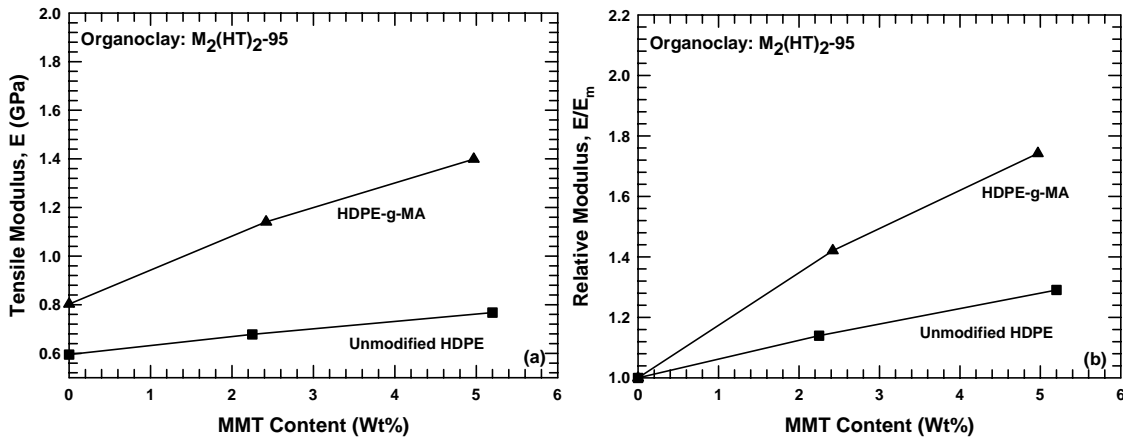 Organoclay: M2(HT)2-95
Tensile Modulus, E (GPa)
2.0
1.8
1.6
1.4
1.2
1.0
0.8
0.6
HDPE-g-MA
Unmodified HDPE
(a)
0 1 2 3 4 5 6
MMT Content (Wt%)
Organoclay: M2(HT)2-95
Relative Modulus, E/Em
2.2
2.0
1.8
1.6
1.4
1.2
1.0
HDPE-g-MA
Unmodified HDPE
(b)
0 1 2 3 4 5 6
MMT Content (Wt%)